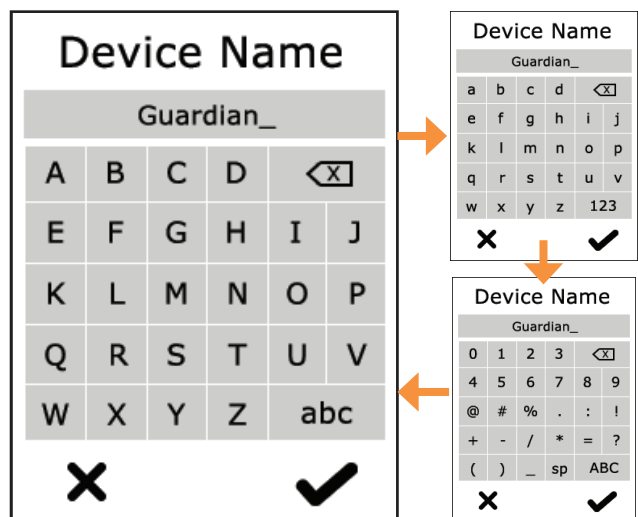 Device Name
Guardian_
A B C D X
E F G H I J
K L M N O P
Q R S T U V
W X Y Z abc
Device Name
Guardian_
a b c d X
e f g h i j
k l m n o p
q r s t u v
w x y z 123
Device Name
Guardian_
0 1 2 3 X
4 5 6 7 8 9
@ # % . : !
+ - / * = ?
( ) _ sp ABC